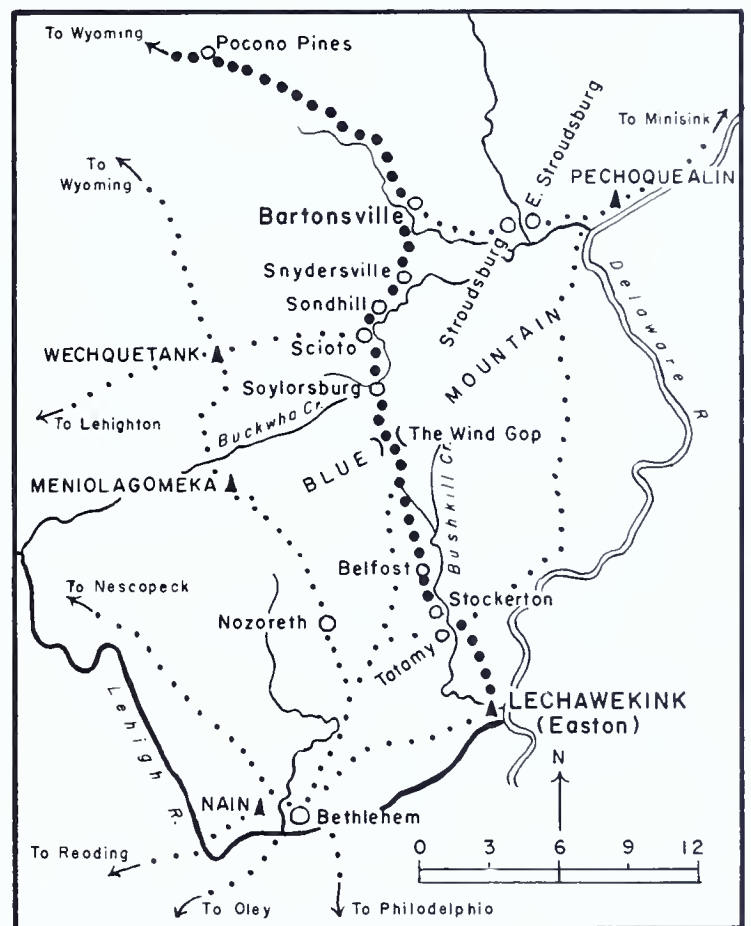 To Wyoming
Pocono Pines
E. Stroudsburg
To Minisink
To
Wyoming
PECHOQUEALIN
Bartonsville
Snydersville
Stroudsburg
Delaware R
Sondhill
MOUNTAIN
WECHQUETANK
Scioto
Soylorsburg
To Lehighton
Buckwha Cr.
The Wind Gop
BLUE
MENIOLAGOMEKA
Bushkill Cr.
Belfost
To Nescopeck
Stockerton
Nozoreth
Tatamy
LECHAWEKINK
(Easton)
Lehigh R.
N
NAIN
Bethlehem
To Reoding
0 3 6 9 12
To Oley
To Philodelphio